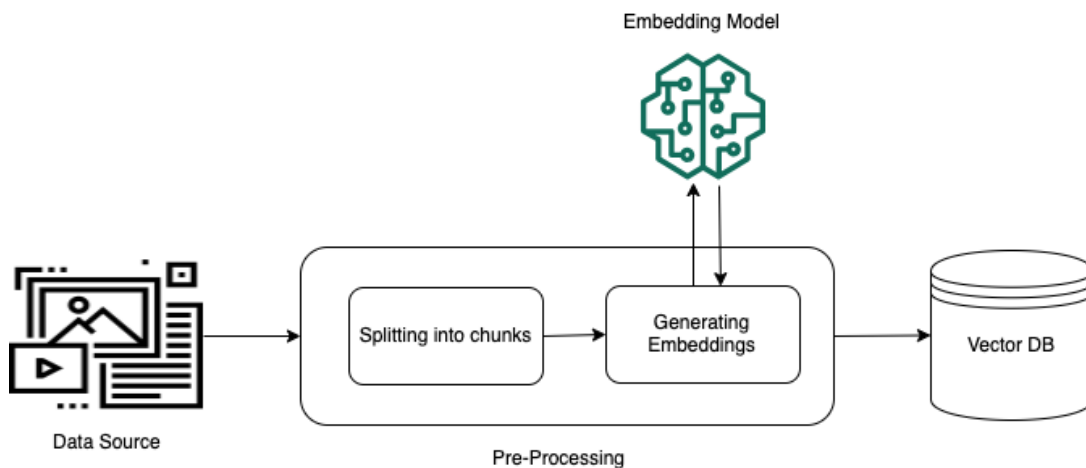 Embedding Model
Splitting into chunks
Generating
Embeddings
Vector DB
Data Source
Pre-Processing